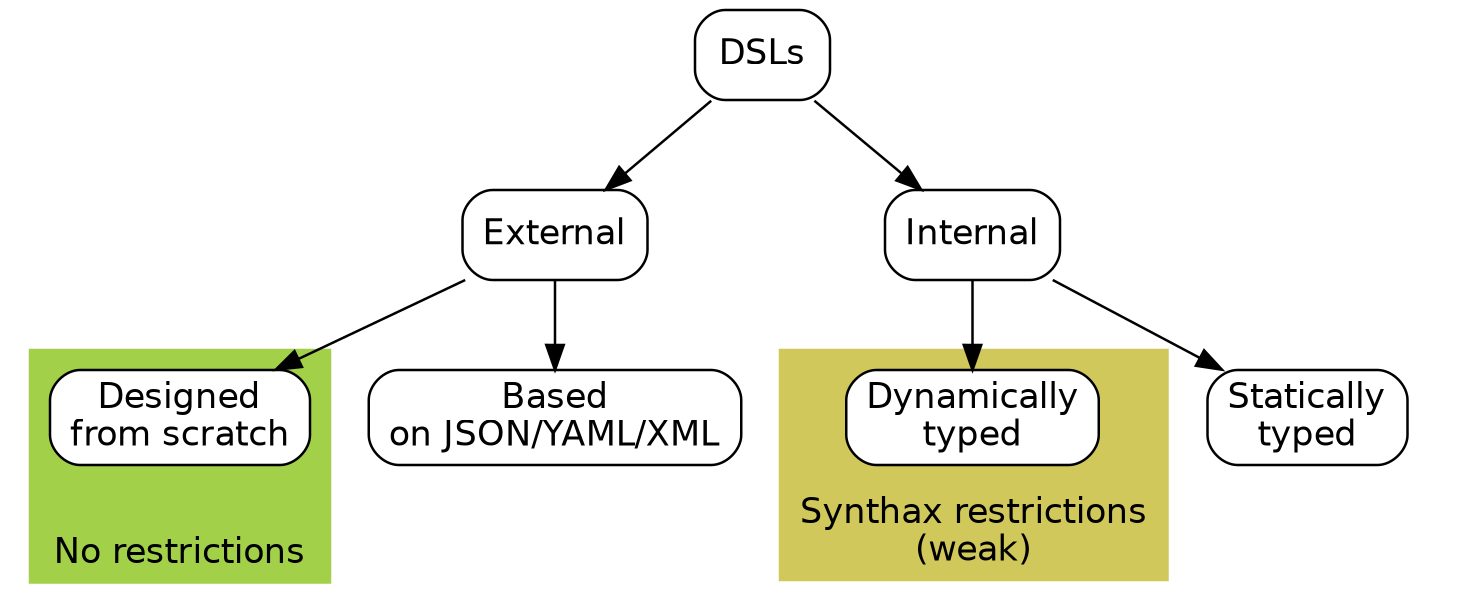 DSLs
External
Internal
Designed
from scratch
Based
on JSON/YAML/XML
Dynamically
typed
Statically
typed
No restrictions
Synthax restrictions
(weak)